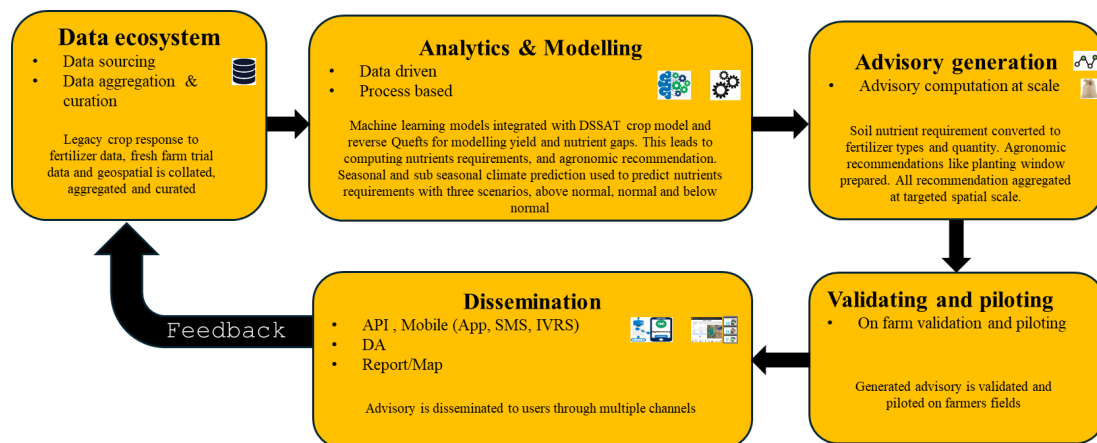 Data ecosystem
• Data sourcing
• Data aggregation & curation
Legacy crop response to
fertilizer data, fresh farm trial
data and geospatial is collated,
aggregated and curated
Analytics & Modelling
• Data driven
• Process based
Machine learning models integrated with DSSAT crop model and
reverse Quefts for modelling yield and nutrient gaps. This leads to
computing nutrients requirements, and agronomic recommendation.
Seasonal and sub seasonal climate prediction used to predict nutrients
requirements with three scenarios, above normal, normal and below
normal
Advisory generation
• Advisory computation at scale
Soil nutrient requirement converted to
fertilizer types and quantity. Agronomic
recommendations like planting window
prepared. All recommendation aggregated
at targeted spatial scale.
Validating and piloting
• On farm validation and piloting
Generated advisory is validated and
piloted on farmers fields
Dissemination
• API , Mobile (App, SMS, IVRS)
• DA
• Report/Map
Advisory is disseminated to users through multiple channels
Feedback